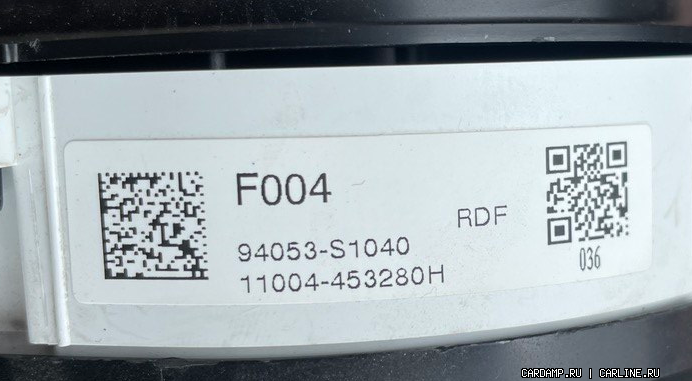 F004
RDF
94053-S1040
11004-453280H
036
CARDAMP.RU | CARLINE.RU